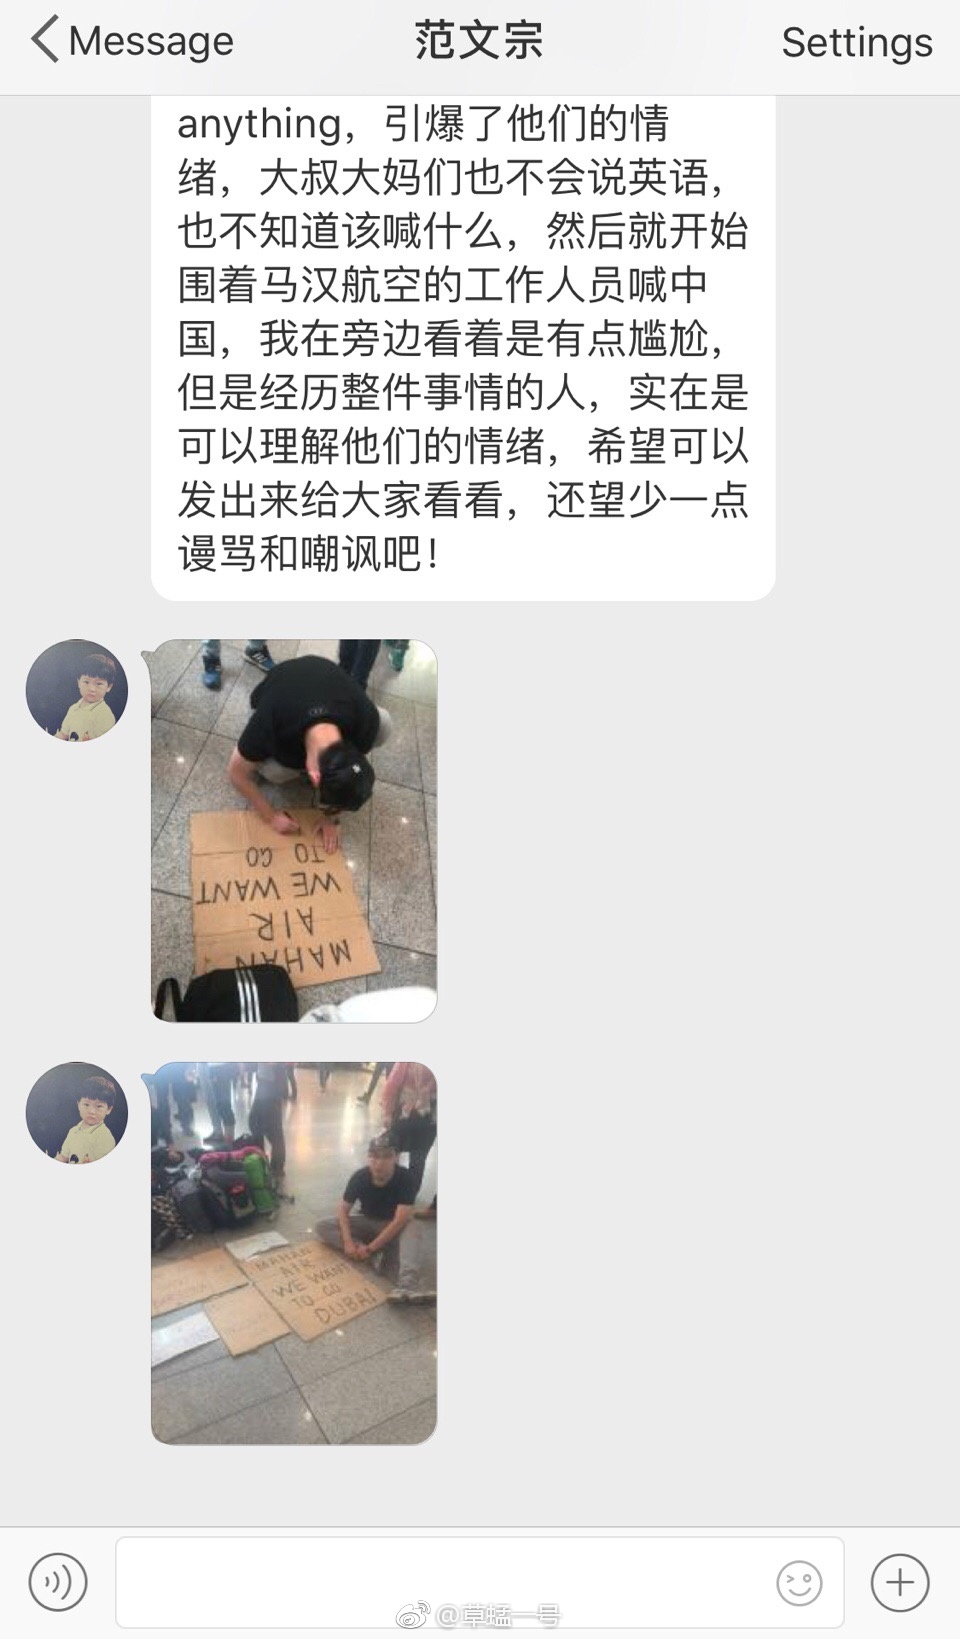 Message
范文宗
Settings
anything，引爆了他们的情
绪，大叔大妈们也不会说英语，
也不知道该喊什么，然后就开始
围着马汉航空的工作人员喊中
国，我在旁边看着是有点尴尬，
但是经历整件事情的人，实在是
可以理解他们的情绪，希望可以
发出来给大家看看，还望少一点
谩骂和嘲讽吧！
MAHAN
AIR
WE WANT
TO GO
MAHAN
AIR
WE WANT
TO GO
DUBAI
@草蜢一号